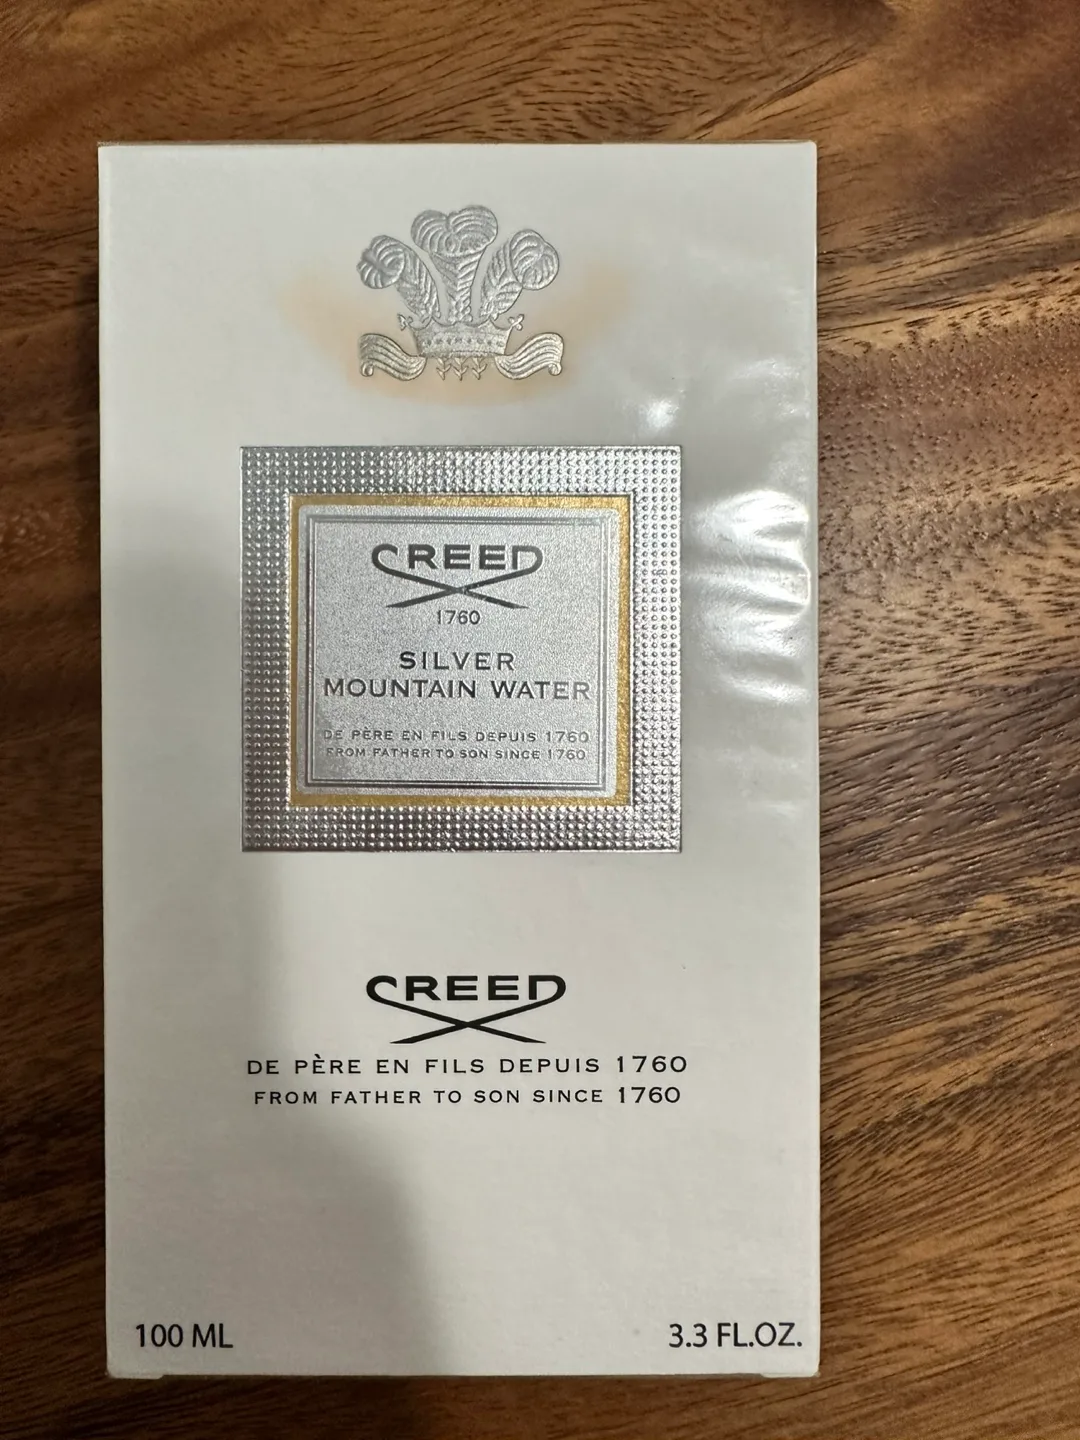 CREED
1760
SILVER
MOUNTAIN WATER
DE PÈRE EN FILS DEPUIS 1760
FROM FATHER TO SON SINCE 1760
CREED
DE PÈRE EN FILS DEPUIS 1760
FROM FATHER TO SON SINCE 1760
100 ML
3.3 FL.OZ.